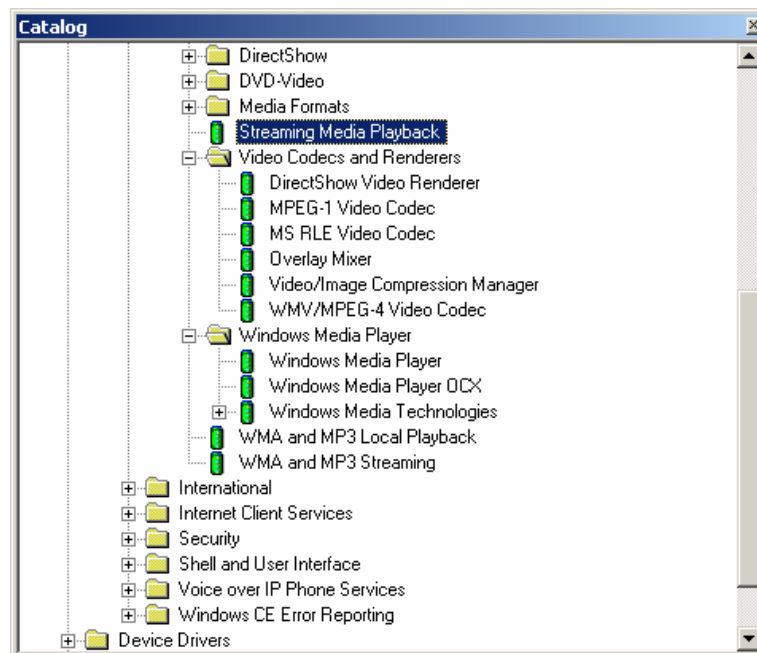 Catalog
DirectShow
DVD-Video
Media Formats
Streaming Media Playback
Video Codecs and Renderers
DirectShow Video Renderer
MPEG-1 Video Codec
MS RLE Video Codec
Overlay Mixer
Video/Image Compression Manager
WMV/MPEG-4 Video Codec
Windows Media Player
Windows Media Player
Windows Media Player OCX
Windows Media Technologies
WMA and MP3 Local Playback
WMA and MP3 Streaming
International
Internet Client Services
Security
Shell and User Interface
Voice over IP Phone Services
Windows CE Error Reporting
Device Drivers